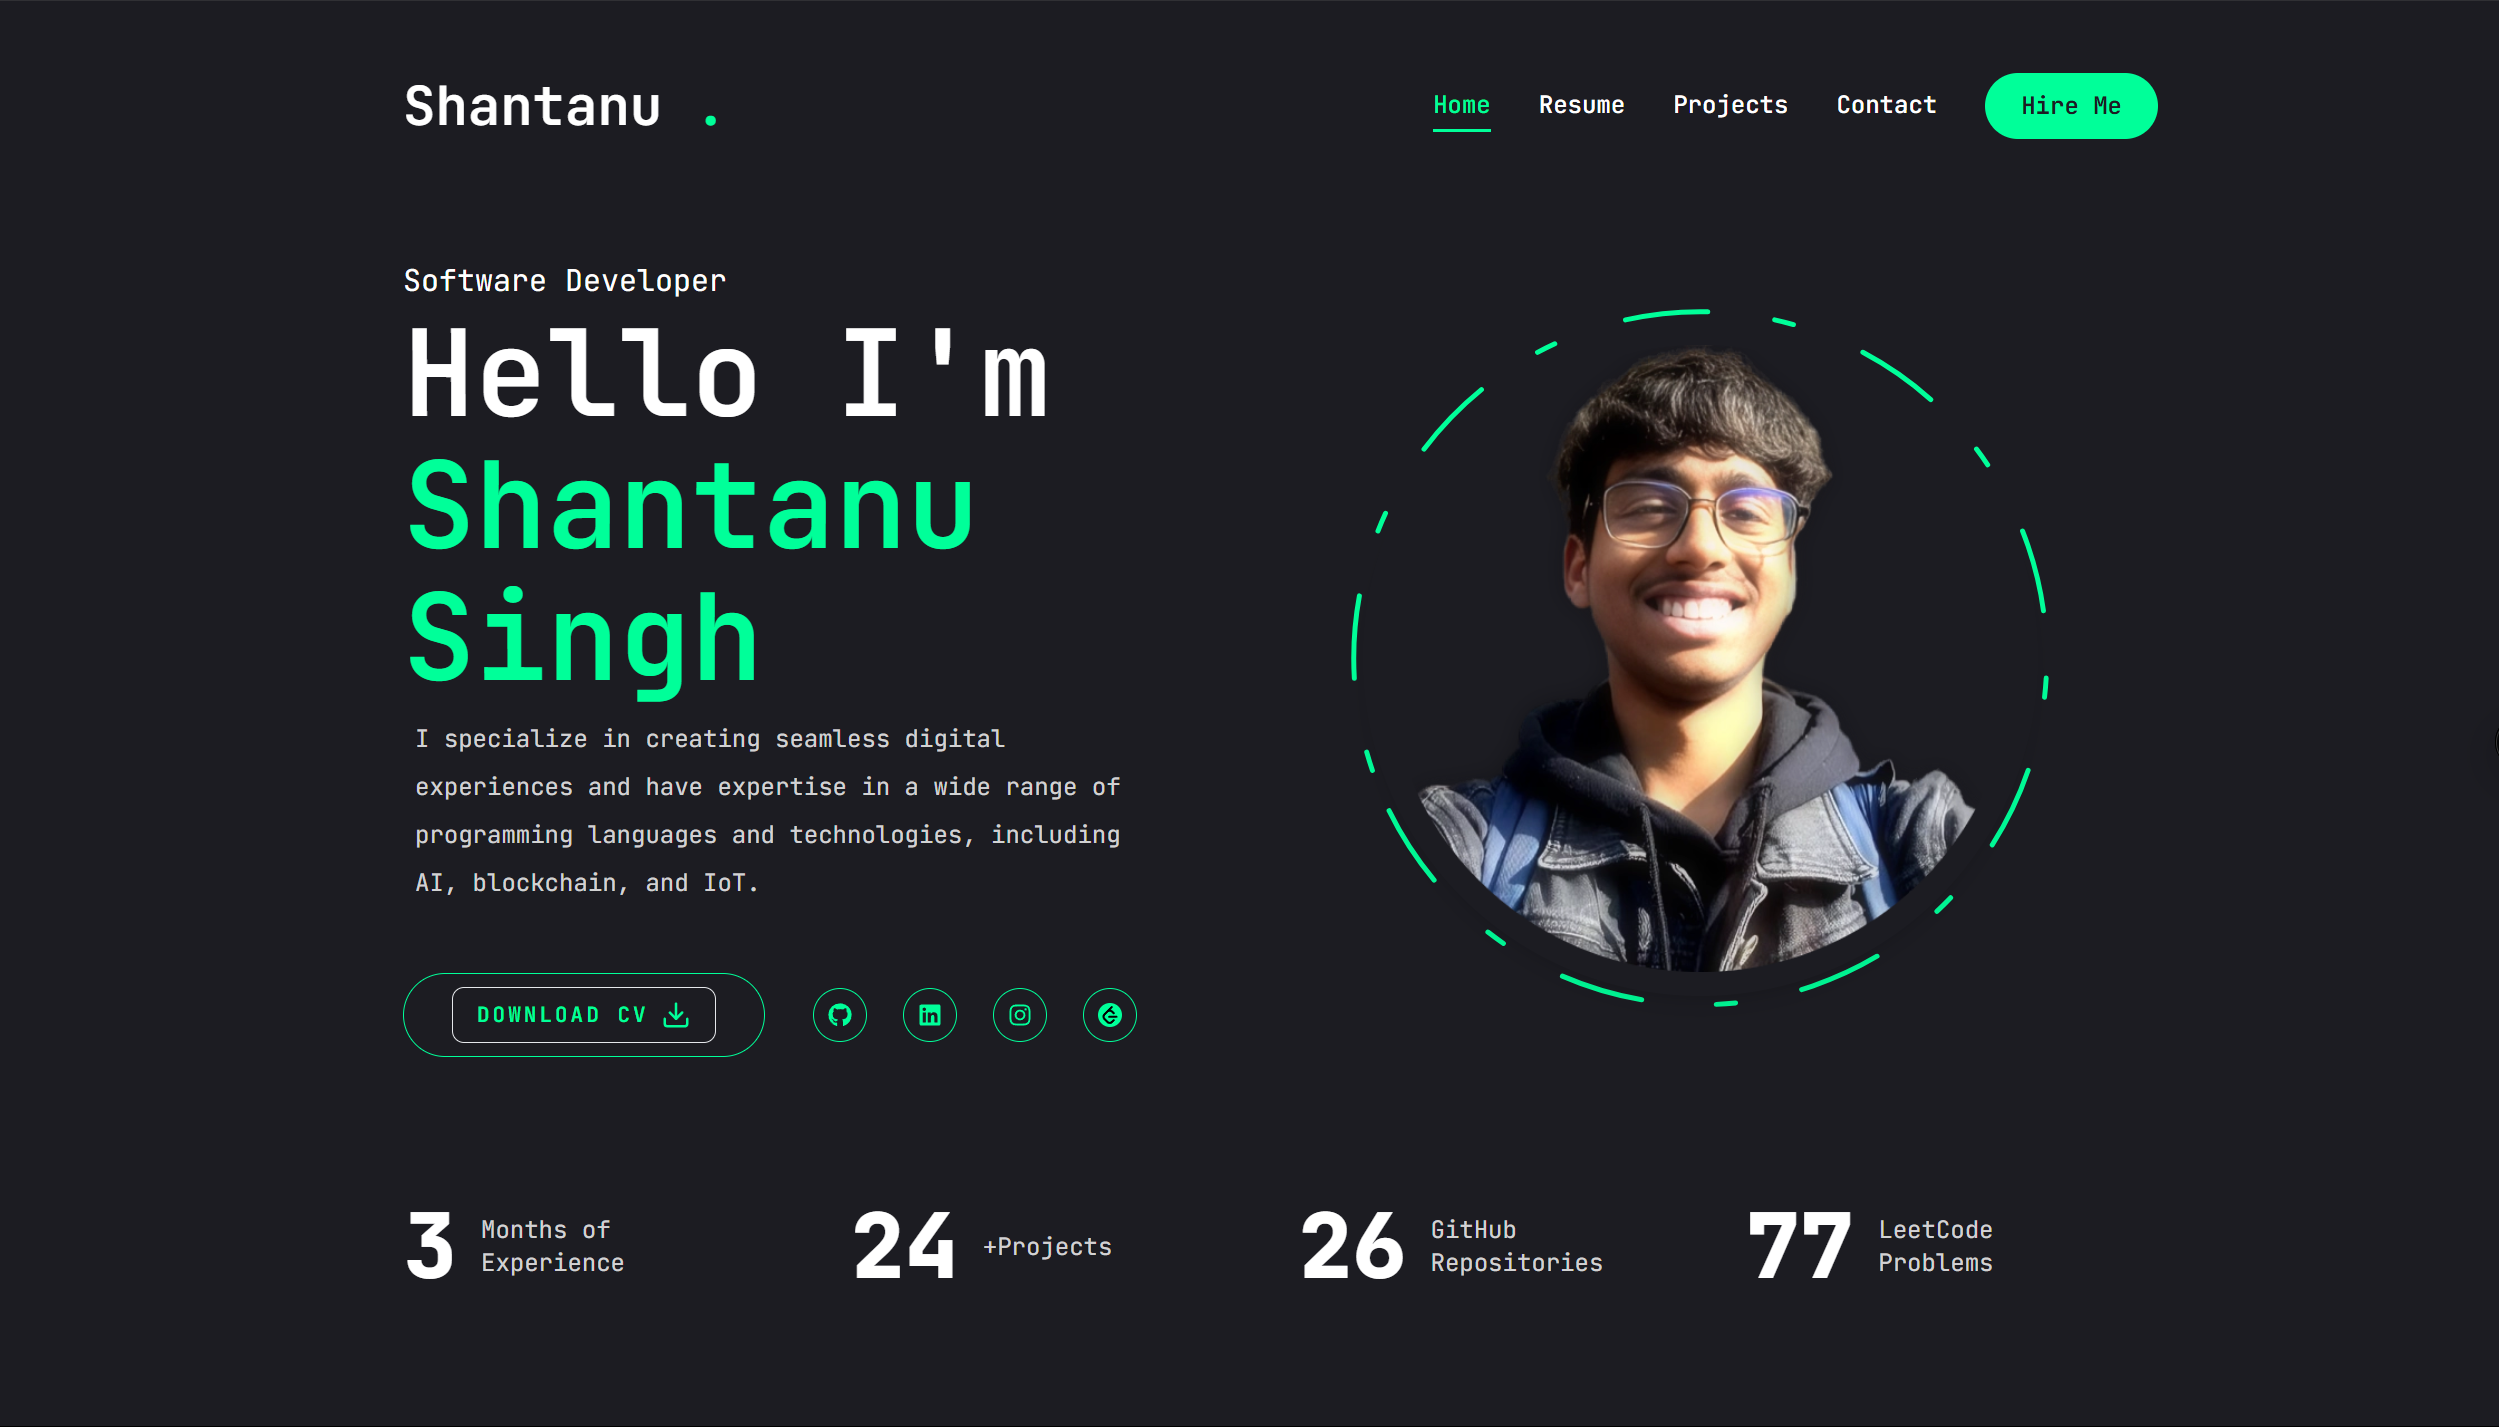 Shantanu .
Home Resume Projects Contact Hire Me
Software Developer
Hello I'm
Shantanu
Singh
I specialize in creating seamless digital
experiences and have expertise in a wide range of
programming languages and technologies, including
AI, blockchain, and IoT.
DOWNLOAD CV
in
3 Months of
Experience
24 +Projects
26 GitHub
Repositories
77 LeetCode
Problems